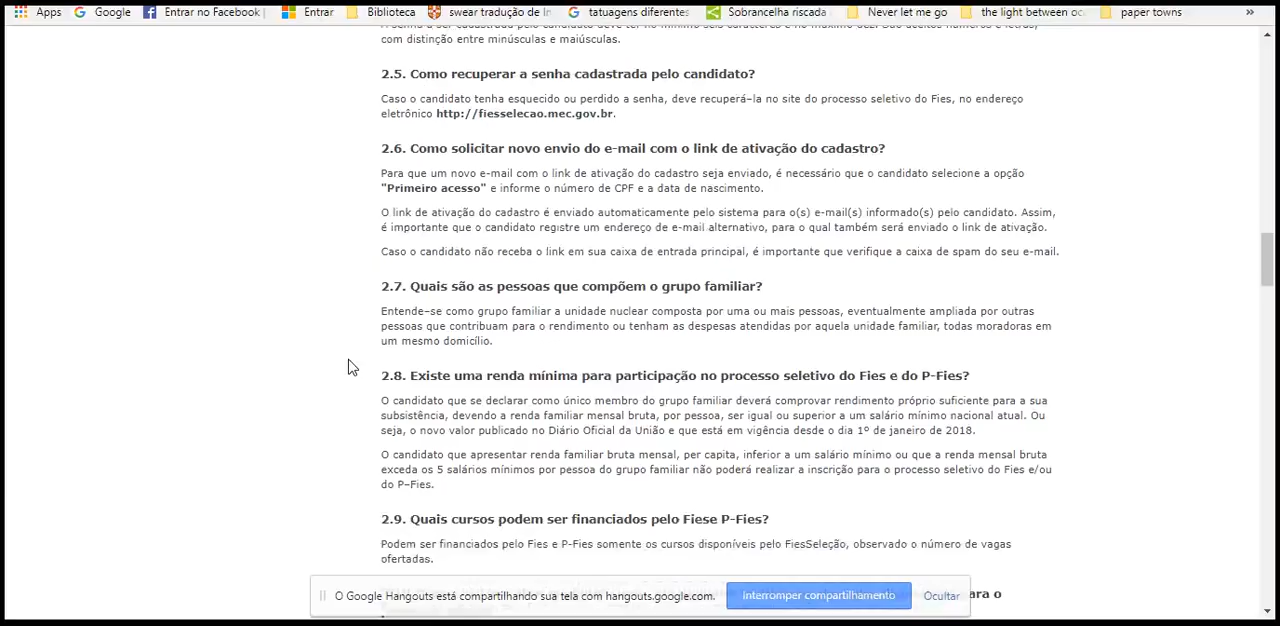 Apps Google Entrar no Facebook Entrar Biblioteca swear tradução de In tatuagens diferentes Sobrancelha riscada Never let me go the light between oc paper towns »
com distinção entre minúsculas e maiúsculas.
2.5. Como recuperar a senha cadastrada pelo candidato?
Caso o candidato tenha esquecido ou perdido a senha, deve recuperá-la no site do processo seletivo do Fies, no endereço
eletrônico http://fiesselecao.mec.gov.br.
2.6. Como solicitar novo envio do e-mail com o link de ativação do cadastro?
Para que um novo e-mail com o link de ativação do cadastro seja enviado, é necessário que o candidato selecione a opção
"Primeiro acesso" e informe o número de CPF e a data de nascimento.
O link de ativação do cadastro é enviado automaticamente pelo sistema para o(s) e-mail(s) informado(s) pelo candidato. Assim,
é importante que o candidato registre um endereço de e-mail alternativo, para o qual também será enviado o link de ativação.
Caso o candidato não receba o link em sua caixa de entrada principal, é importante que verifique a caixa de spam do seu e-mail.
2.7. Quais são as pessoas que compõem o grupo familiar?
Entende-se como grupo familiar a unidade nuclear composta por uma ou mais pessoas, eventualmente ampliada por outras
pessoas que contribuam para o rendimento ou tenham as despesas atendidas por aquela unidade familiar, todas moradoras em
um mesmo domicílio.
2.8. Existe uma renda mínima para participação no processo seletivo do Fies e do P-Fies?
O candidato que se declarar como único membro do grupo familiar deverá comprovar rendimento próprio suficiente para a sua
subsistência, devendo a renda familiar mensal bruta, por pessoa, ser igual ou superior a um salário mínimo nacional atual. Ou
seja, o novo valor publicado no Diário Oficial da União e que está em vigência desde o dia 1º de janeiro de 2018.
O candidato que apresentar renda familiar bruta mensal, per capita, inferior a um salário mínimo ou que a renda mensal bruta
exceda os 5 salários mínimos por pessoa do grupo familiar não poderá realizar a inscrição para o processo seletivo do Fies e/ou
do P-Fies.
2.9. Quais cursos podem ser financiados pelo Fiese P-Fies?
Podem ser financiados pelo Fies e P-Fies somente os cursos disponíveis pelo FiesSeleção, observado o número de vagas
ofertadas.
O Google Hangouts está compartilhando sua tela com hangouts.google.com. Interromper compartilhamento Ocultar